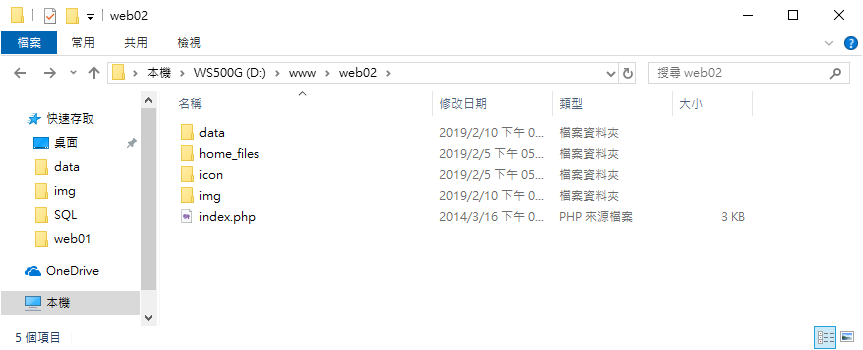 web02
檔案 常用 共用 檢視
本機 WS500G (D:) www web02 搜尋 web02
名稱 修改日期 類型 大小
快速存取
桌面
data
img
SQL
web01
OneDrive
本機
data 2019/2/10 下午 0... 檔案資料夾
home_files 2019/2/5 下午 05... 檔案資料夾
icon 2019/2/5 下午 05... 檔案資料夾
img 2019/2/10 下午 0... 檔案資料夾
index.php 2014/3/16 下午 0... PHP 來源檔案 3 KB
5 個項目